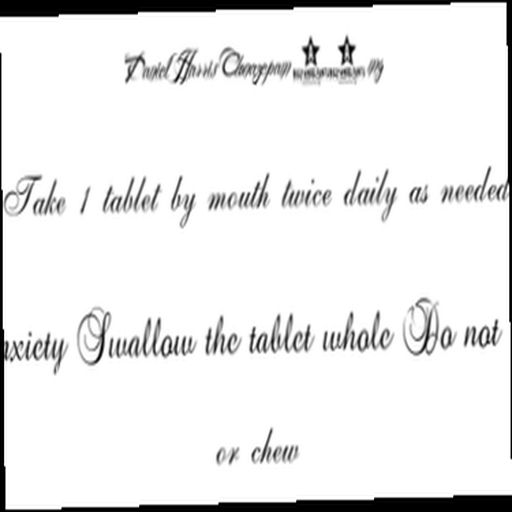 Daniel Harris mg
Take 1 tablet by mouth twice daily as needed
Swallow the tablet whole Do not
or chew